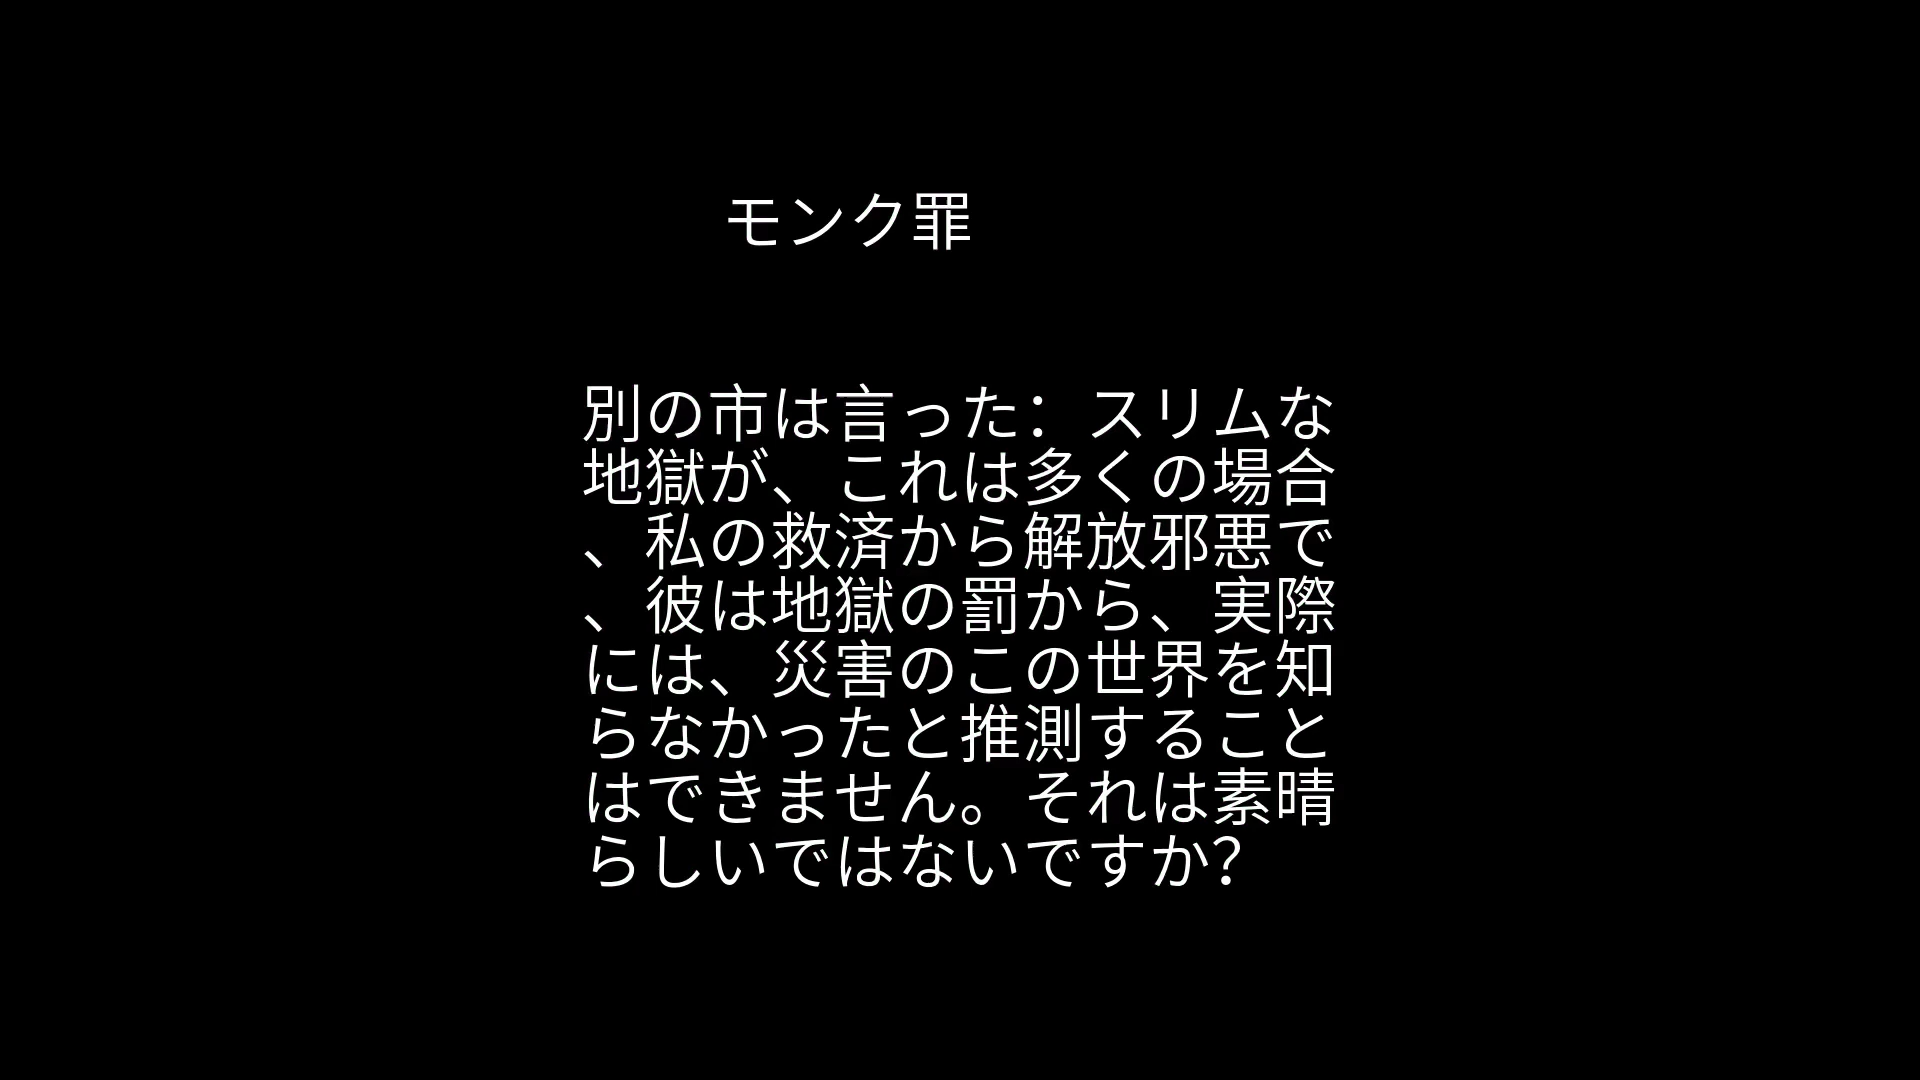 モンク罪
別の市は言った：スリムな
地獄が、これは多くの場合
、私の救済から解放邪悪で
、彼は地獄の罰から、実際
には、災害のこの世界を知
らなかったと推測すること
はできません。それは素晴
らしいではないですか？